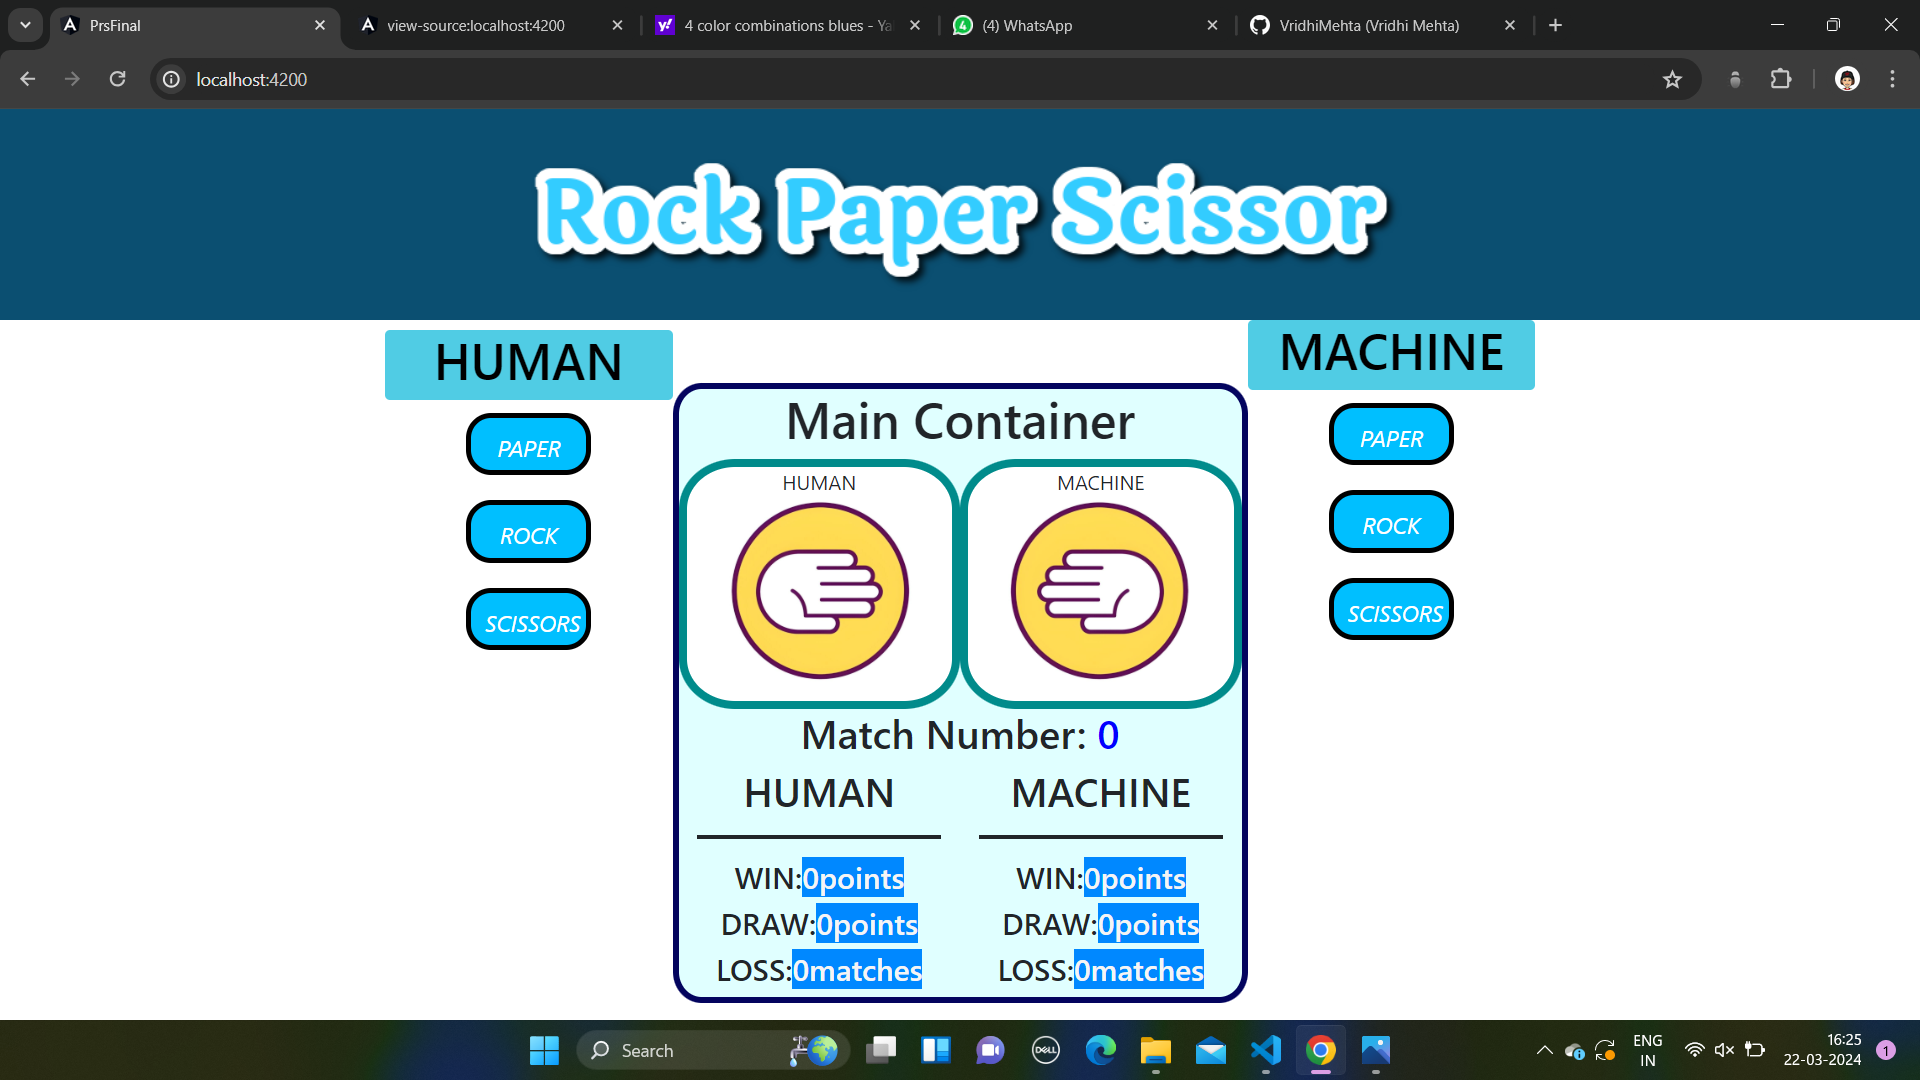 PrsFinal
view-source:localhost:4200
4 color combinations blues - Ya
(4) WhatsApp
VridhiMehta (Vridhi Mehta)
localhost:4200
Rock Paper Scissor
HUMAN
PAPER
ROCK
SCISSORS
Main Container
HUMAN
MACHINE
Match Number: 0
HUMAN
WIN:0points
DRAW:0points
LOSS:0matches
MACHINE
WIN:0points
DRAW:0points
LOSS:0matches
MACHINE
PAPER
ROCK
SCISSORS
Search
DELL
ENG
IN
16:25
22-03-2024
1